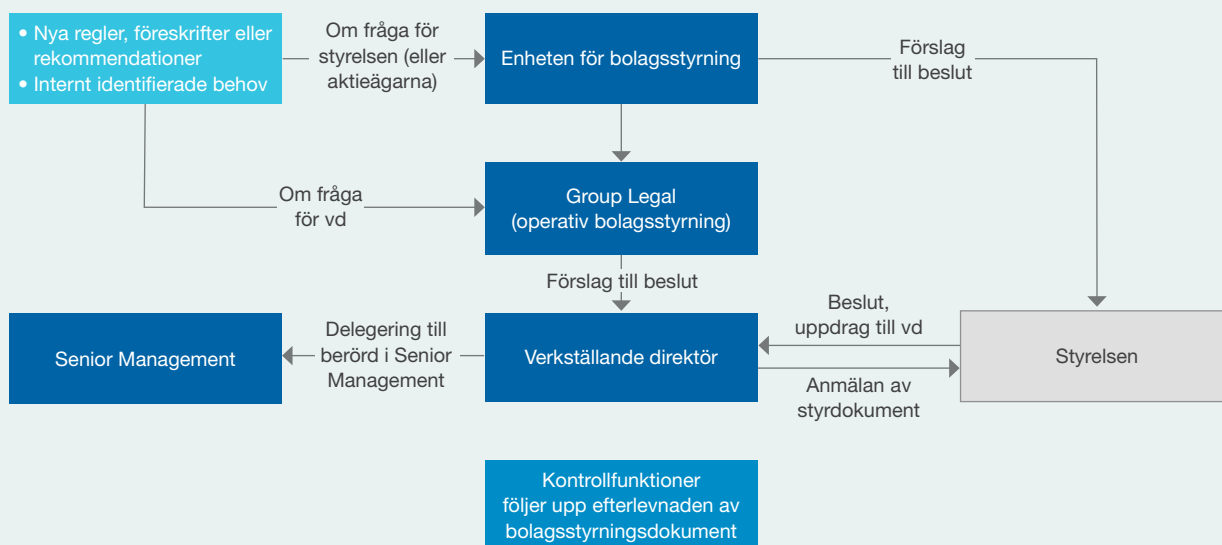 • Nya regler, föreskrifter eller
rekommendationer
• Internt identifierade behov
Om fråga för
styrelsen (eller
aktieägarna)
Enheten för bolagsstyrning
Förslag
till beslut
Om fråga
för vd
Group Legal
(operativ bolagsstyrning)
Förslag till beslut
Senior Management
Delegering till
berörd i Senior
Management
Verkställande direktör
Beslut,
uppdrag till vd
Anmälan av
styrdokument
Styrelsen
Kontrollfunktioner
följer upp efterlevnaden av
bolagsstyrningsdokument